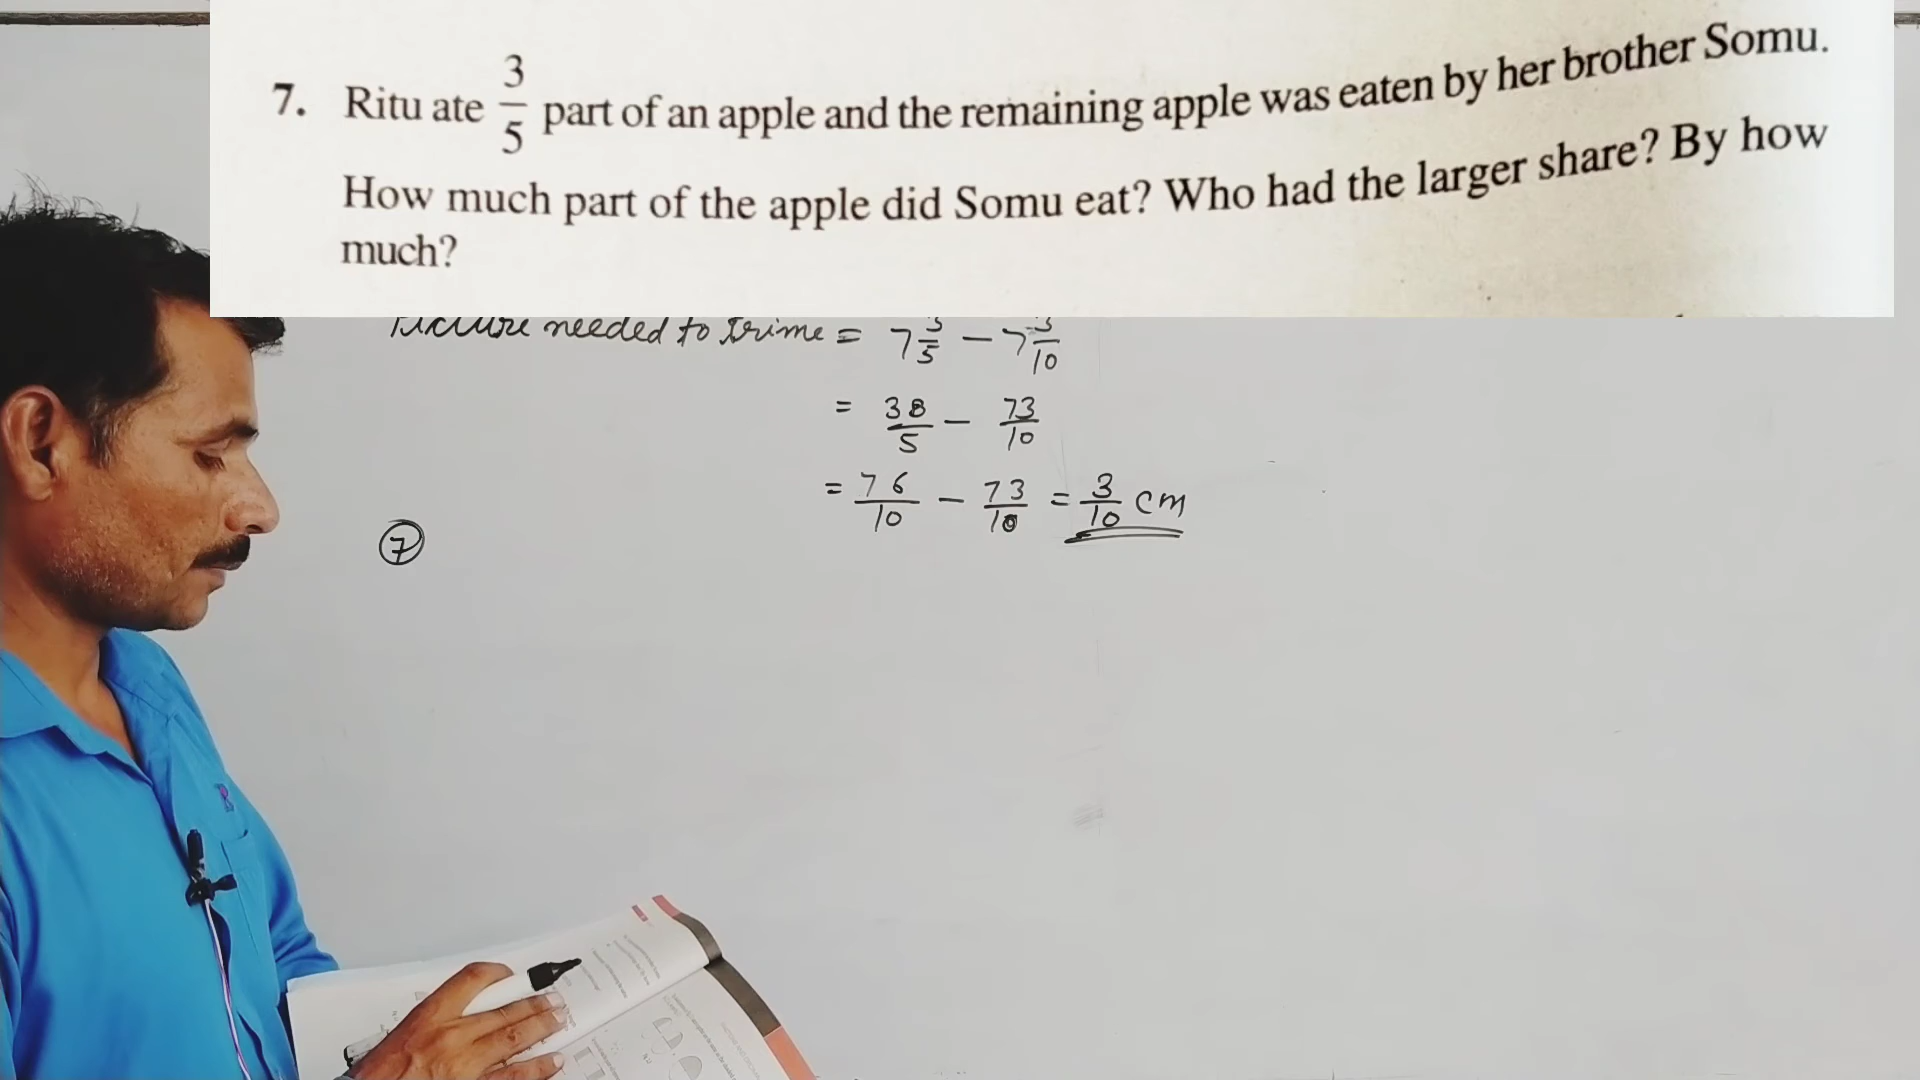 7. Ritu ate 3/5 part of an apple and the remaining apple was eaten by her brother Somu.
How much part of the apple did Somu eat? Who had the larger share? By how
much?
needed to trime = 7 3/5 - 7 3/10
= 38/5 - 73/10
= 76/10 - 73/10 = 3/10 cm
7